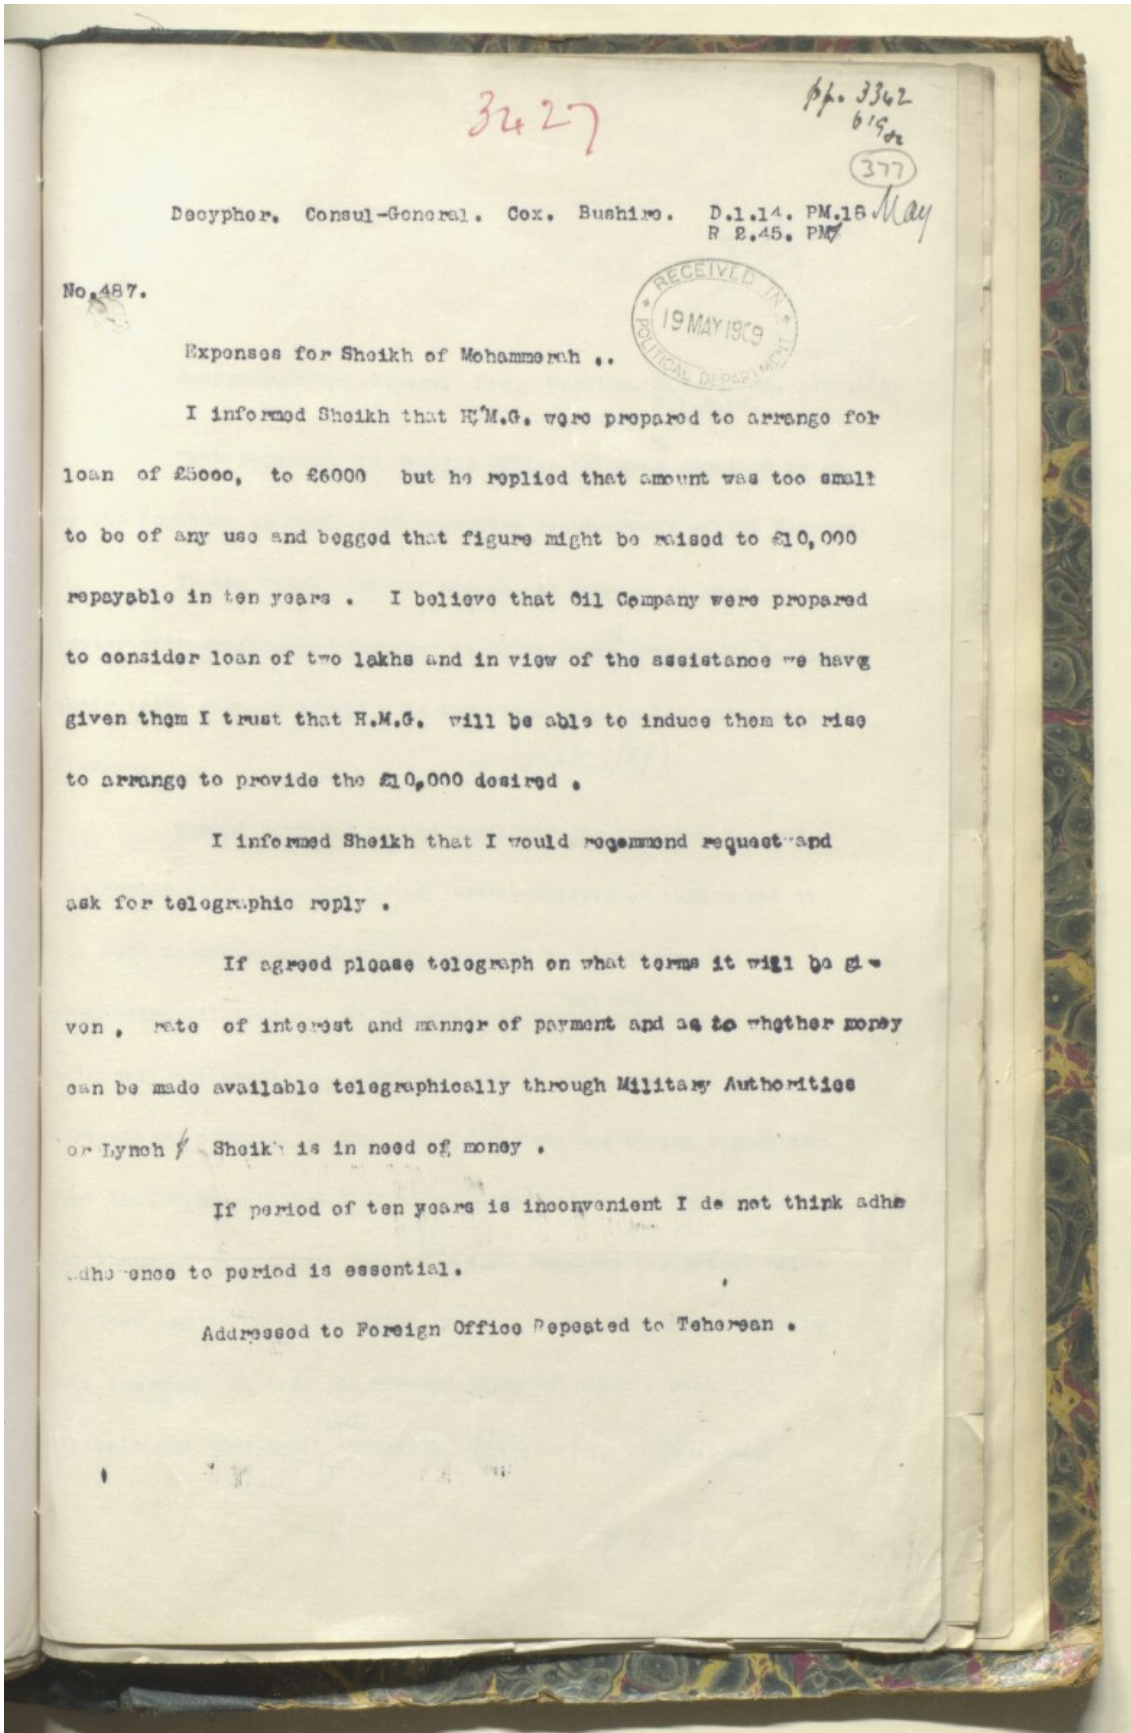 3427
pp. 3342
619
377
Decypher. Consul-General. Cox. Bushire. D.1.14. PM.18 May
R 2.45. PM
No.487.
RECEIVED IN
19 MAY 1909
POLITICAL DEPARTMENT
Expenses for Sheikh of Mohammerah ..
I informed Sheikh that H.M.G. were prepared to arrange for
loan of £5000, to £6000 but he replied that amount was too small
to be of any use and begged that figure might be raised to £10,000
repayable in ten years . I believe that Oil Company were prepared
to consider loan of two lakhs and in view of the assistance we have
given them I trust that H.M.G. will be able to induce them to rise
to arrange to provide the £10,000 desired .
I informed Sheikh that I would recommend request and
ask for telegraphic reply .
If agreed please telegraph on what terms it will be gi-
ven , rate of interest and manner of payment and as to whether money
can be made available telegraphically through Military Authorities
or Lynch Sheikh is in need of money .
If period of ten years is inconvenient I do not think adhe
adherence to period is essential.
Addressed to Foreign Office Repeated to Teherean .